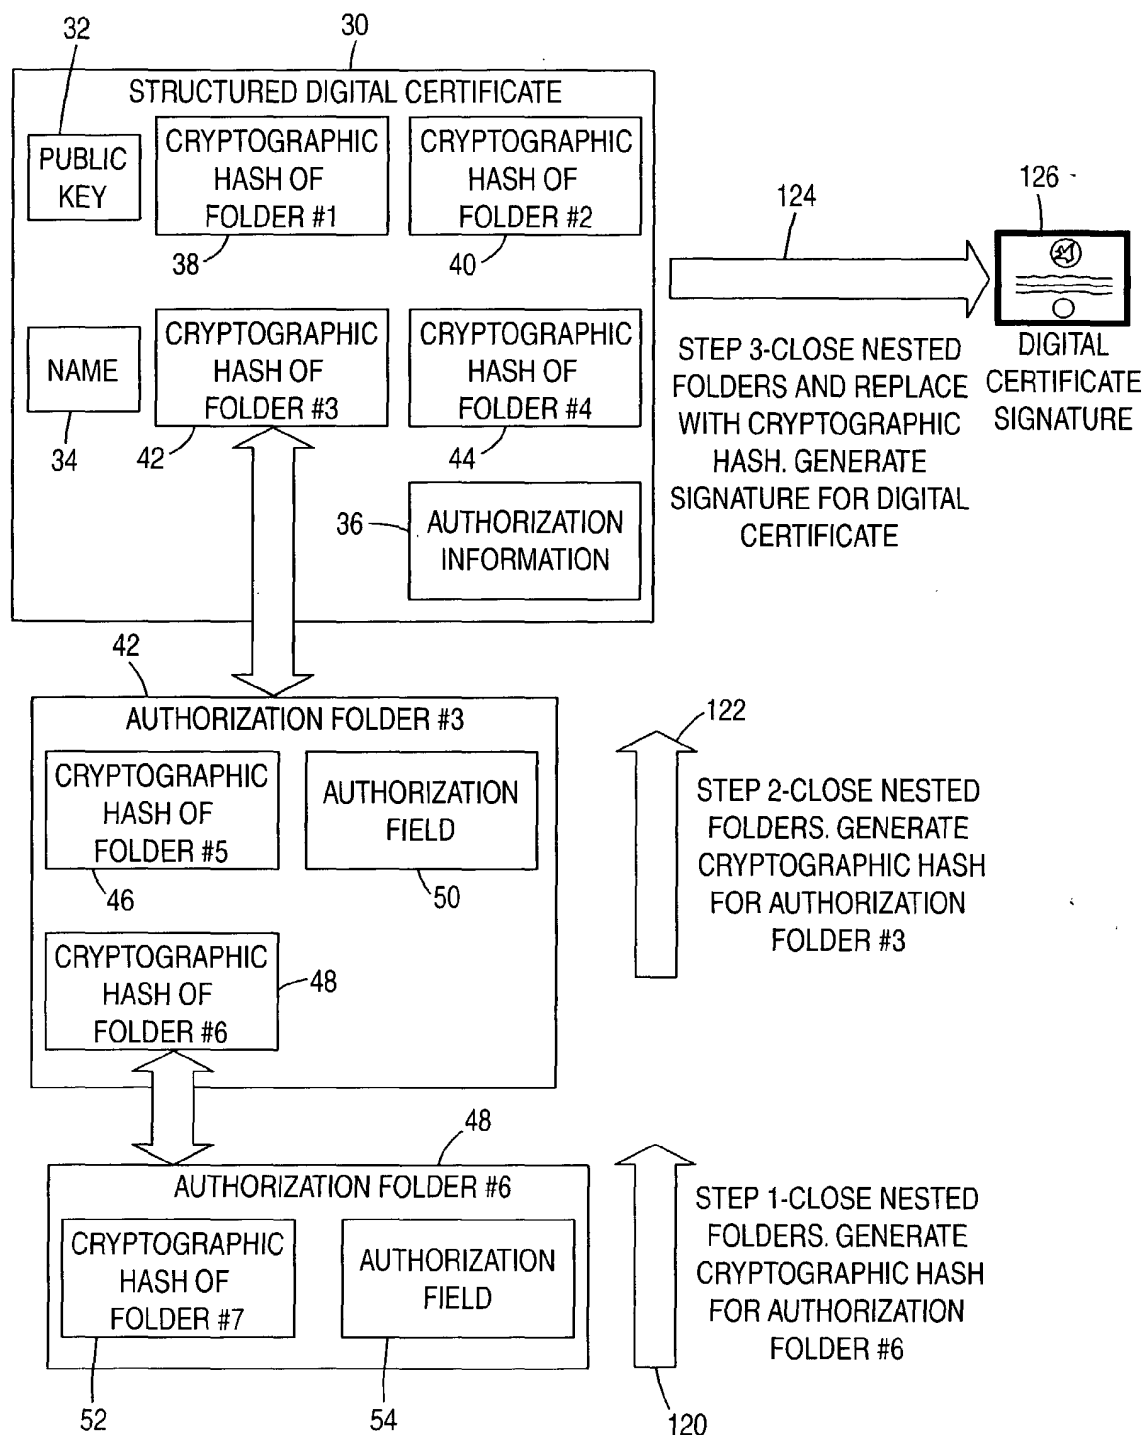 32
30
STRUCTURED DIGITAL CERTIFICATE
PUBLIC
KEY
CRYPTOGRAPHIC
HASH OF
FOLDER #1
38
CRYPTOGRAPHIC
HASH OF
FOLDER #2
40
NAME
34
CRYPTOGRAPHIC
HASH OF
FOLDER #3
42
CRYPTOGRAPHIC
HASH OF
FOLDER #4
44
36
AUTHORIZATION
INFORMATION
124
STEP 3-CLOSE NESTED
FOLDERS AND REPLACE
WITH CRYPTOGRAPHIC
HASH. GENERATE
SIGNATURE FOR DIGITAL
CERTIFICATE
126
DIGITAL
CERTIFICATE
SIGNATURE
42
AUTHORIZATION FOLDER #3
CRYPTOGRAPHIC
HASH OF
FOLDER #5
46
AUTHORIZATION
FIELD
50
CRYPTOGRAPHIC
HASH OF
FOLDER #6
48
122
STEP 2-CLOSE NESTED
FOLDERS. GENERATE
CRYPTOGRAPHIC HASH
FOR AUTHORIZATION
FOLDER #3
48
AUTHORIZATION FOLDER #6
CRYPTOGRAPHIC
HASH OF
FOLDER #7
52
AUTHORIZATION
FIELD
54
STEP 1-CLOSE NESTED
FOLDERS. GENERATE
CRYPTOGRAPHIC HASH
FOR AUTHORIZATION
FOLDER #6
120